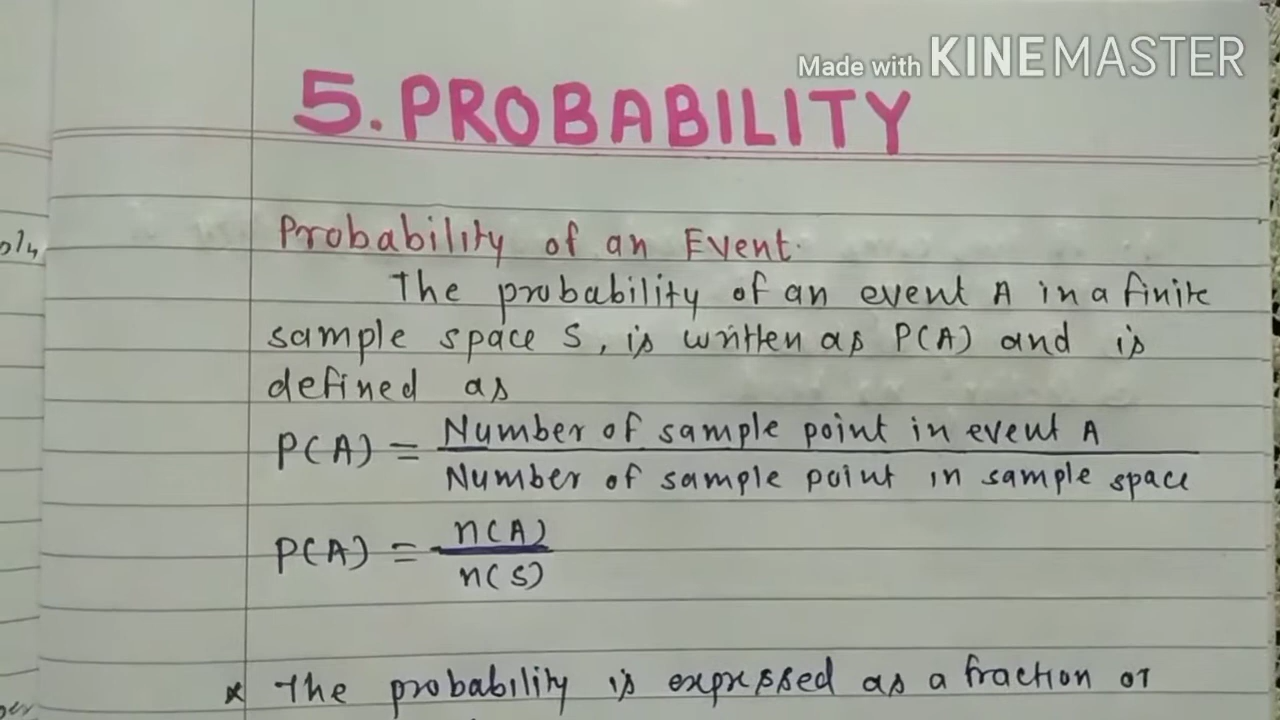 Made with KINEMASTER
5. PROBABILITY
Probability of an Event.
The probability of an event A in a finite
sample space S, is written as P(A) and is
defined as
P(A) = Number of sample point in event A
Number of sample point in sample space
P(A) = n(A)
n(S)
* The probability is expressed as a fraction or